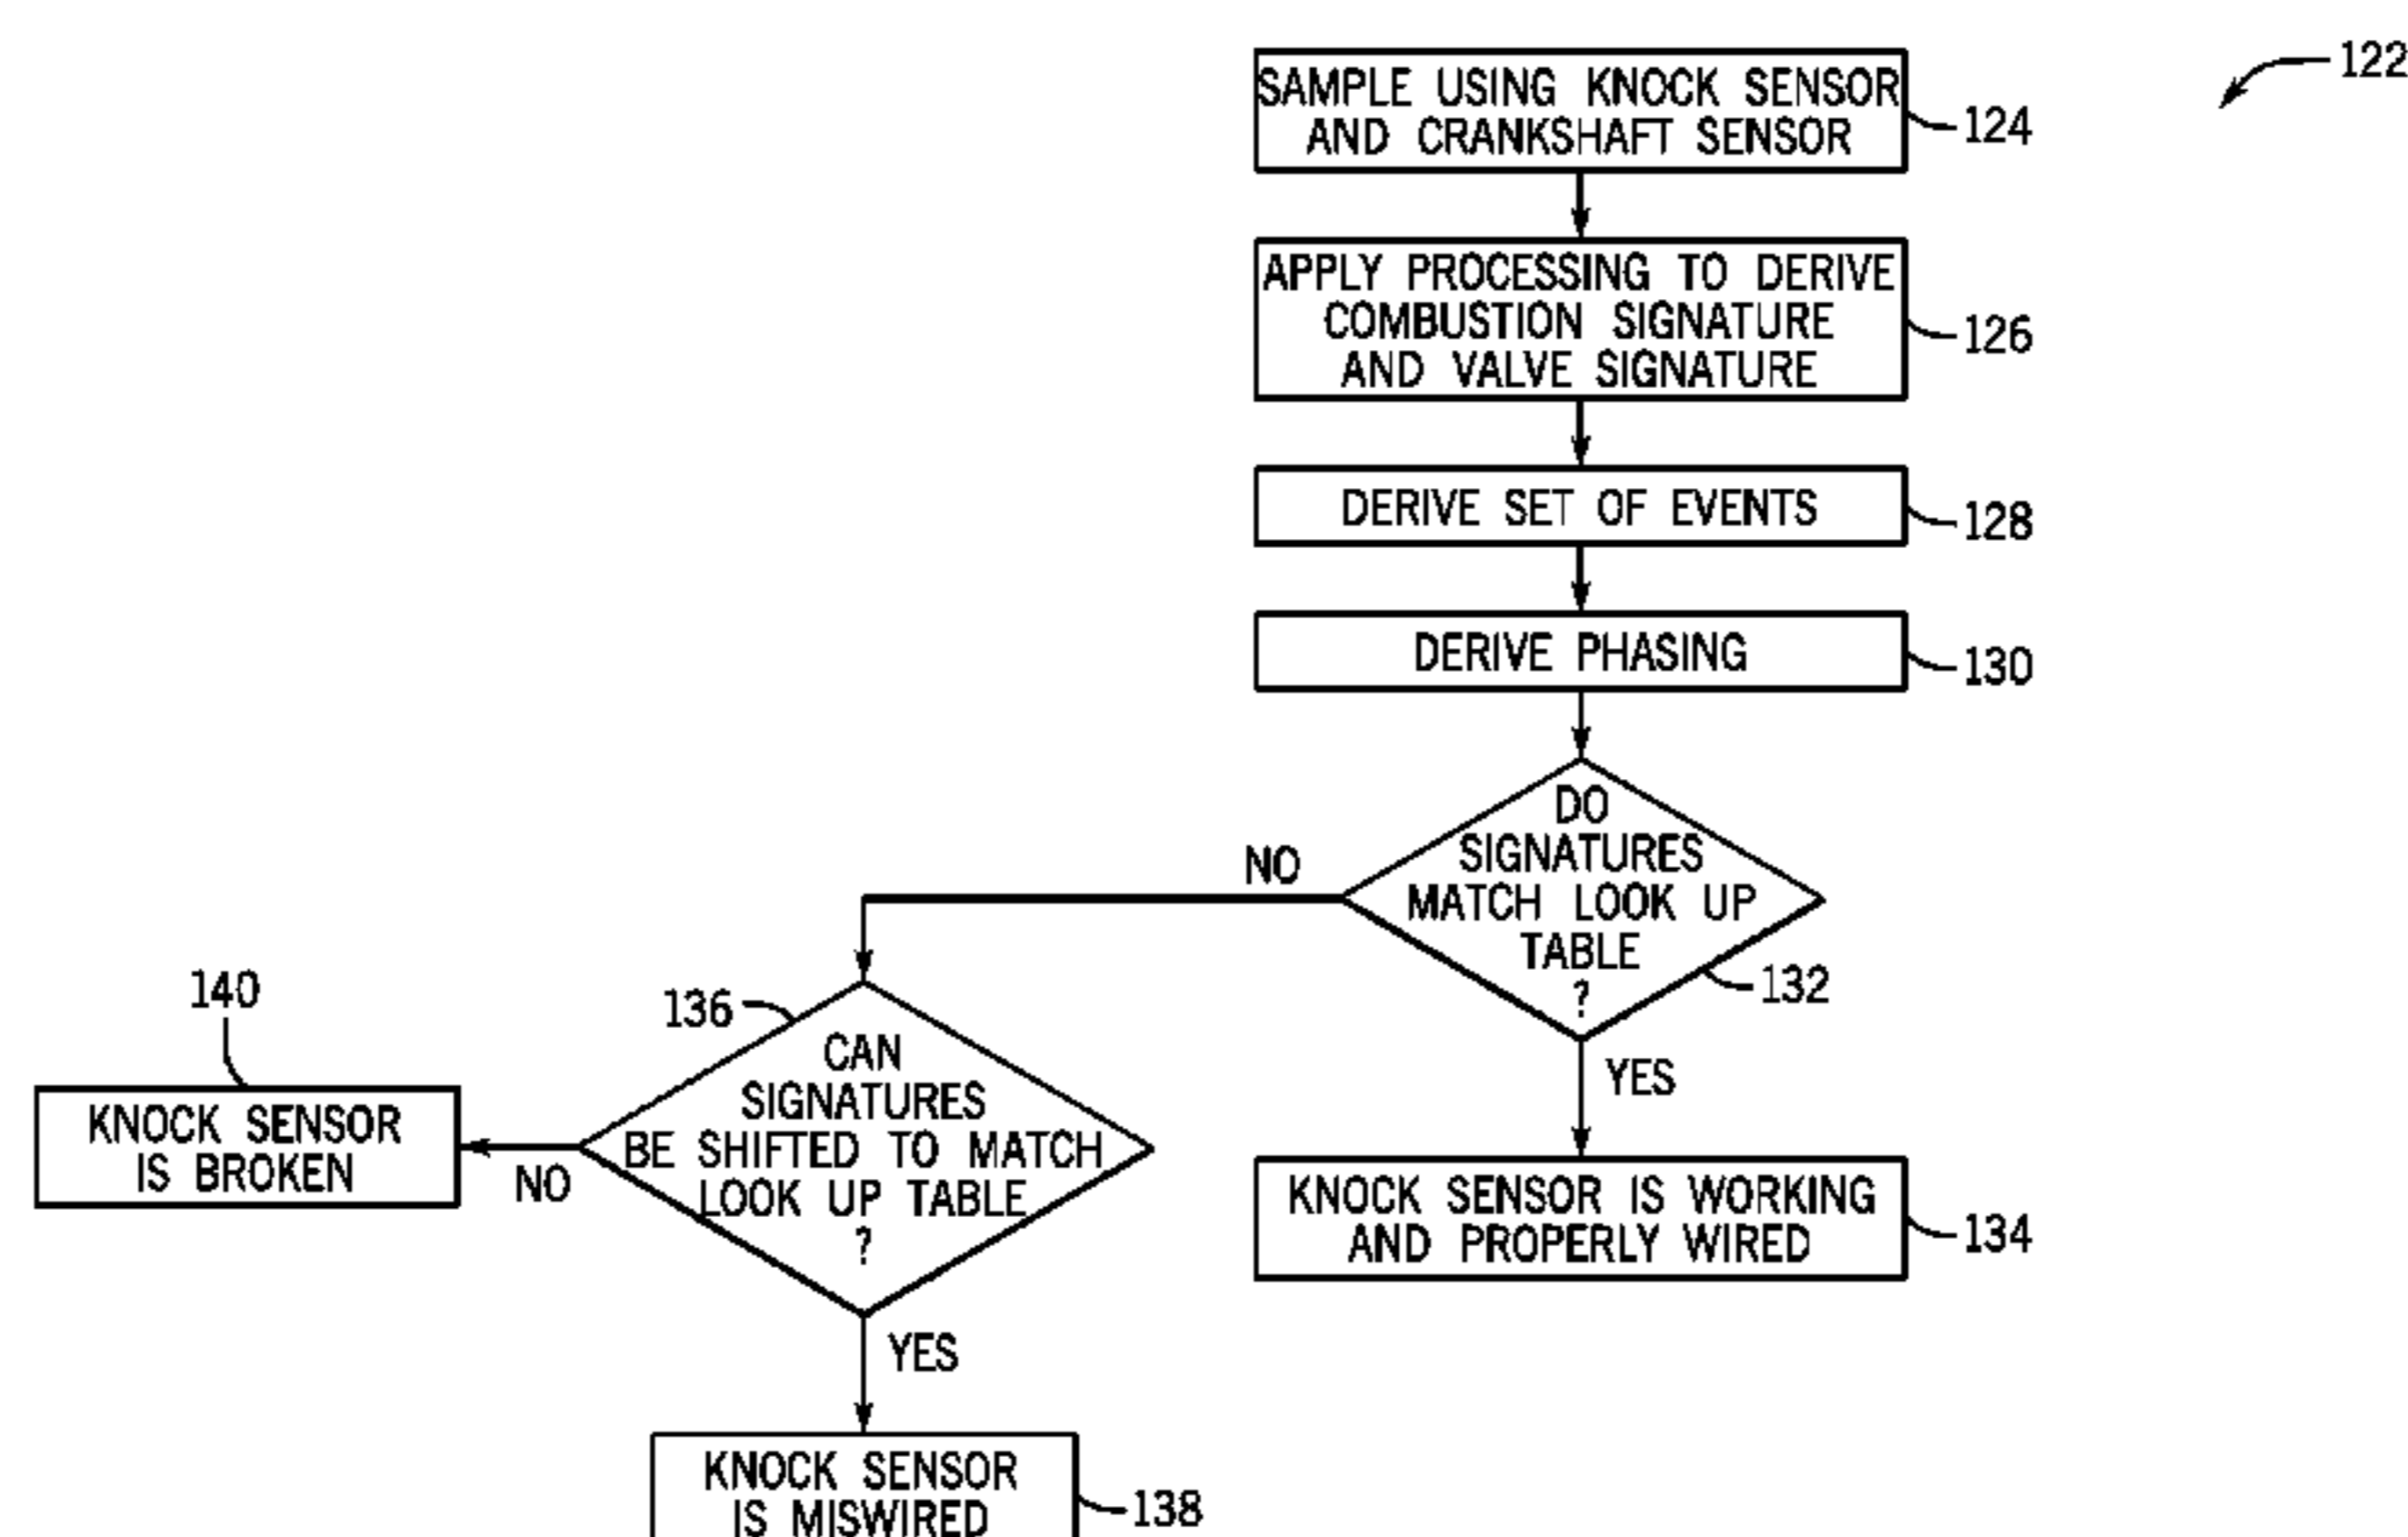 122
SAMPLE USING KNOCK SENSOR
AND CRANKSHAFT SENSOR
124
APPLY PROCESSING TO DERIVE
COMBUSTION SIGNATURE
AND VALVE SIGNATURE
126
DERIVE SET OF EVENTS
128
DERIVE PHASING
130
DO
SIGNATURES
MATCH LOOK UP
TABLE
?
132
NO
YES
136
CAN
SIGNATURES
BE SHIFTED TO MATCH
LOOK UP TABLE
?
140
KNOCK SENSOR
IS BROKEN
NO
KNOCK SENSOR IS WORKING
AND PROPERLY WIRED
134
YES
KNOCK SENSOR
IS MISWIRED
138